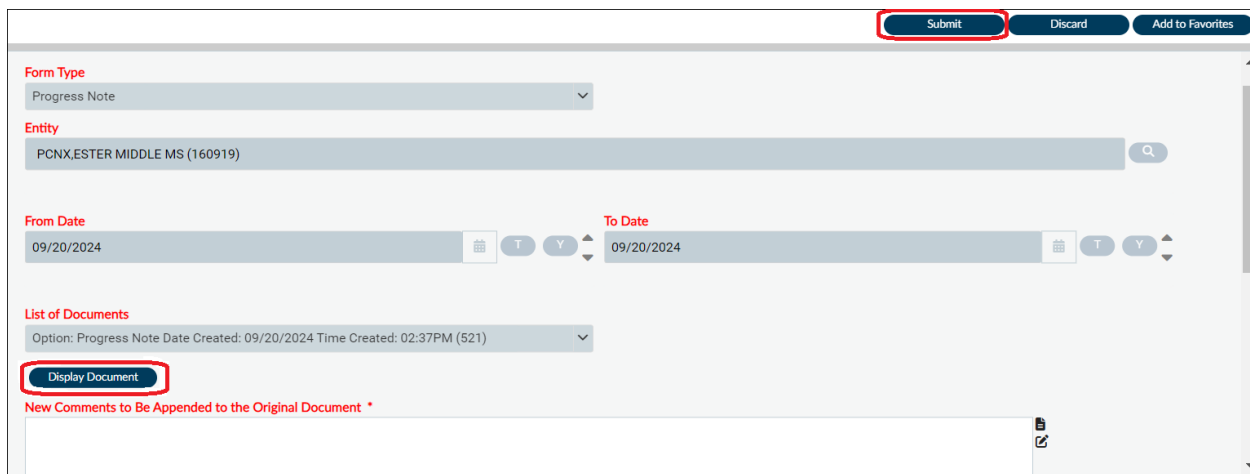 Submit Discard Add to Favorites
Form Type
Progress Note
Entity
PCNX,ESTER MIDDLE MS (160919)
From Date To Date
09/20/2024 T Y 09/20/2024 T Y
List of Documents
Option: Progress Note Date Created: 09/20/2024 Time Created: 02:37PM (521)
Display Document
New Comments to Be Appended to the Original Document *